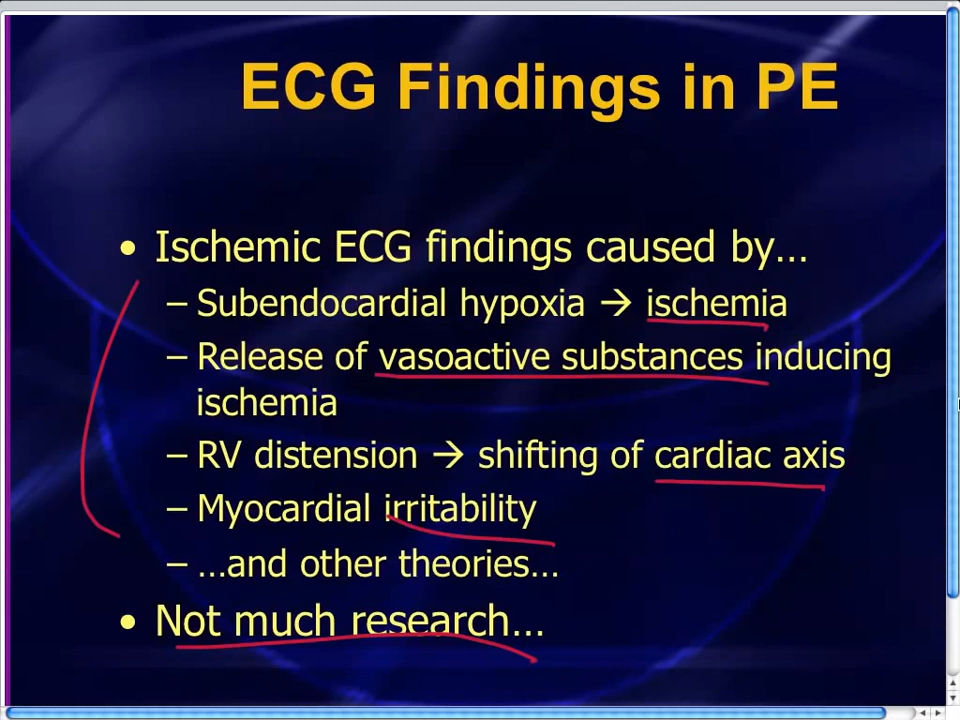 ECG Findings in PE
• Ischemic ECG findings caused by…
– Subendocardial hypoxia → ischemia
– Release of vasoactive substances inducing
ischemia
– RV distension → shifting of cardiac axis
– Myocardial irritability
– …and other theories…
• Not much research…